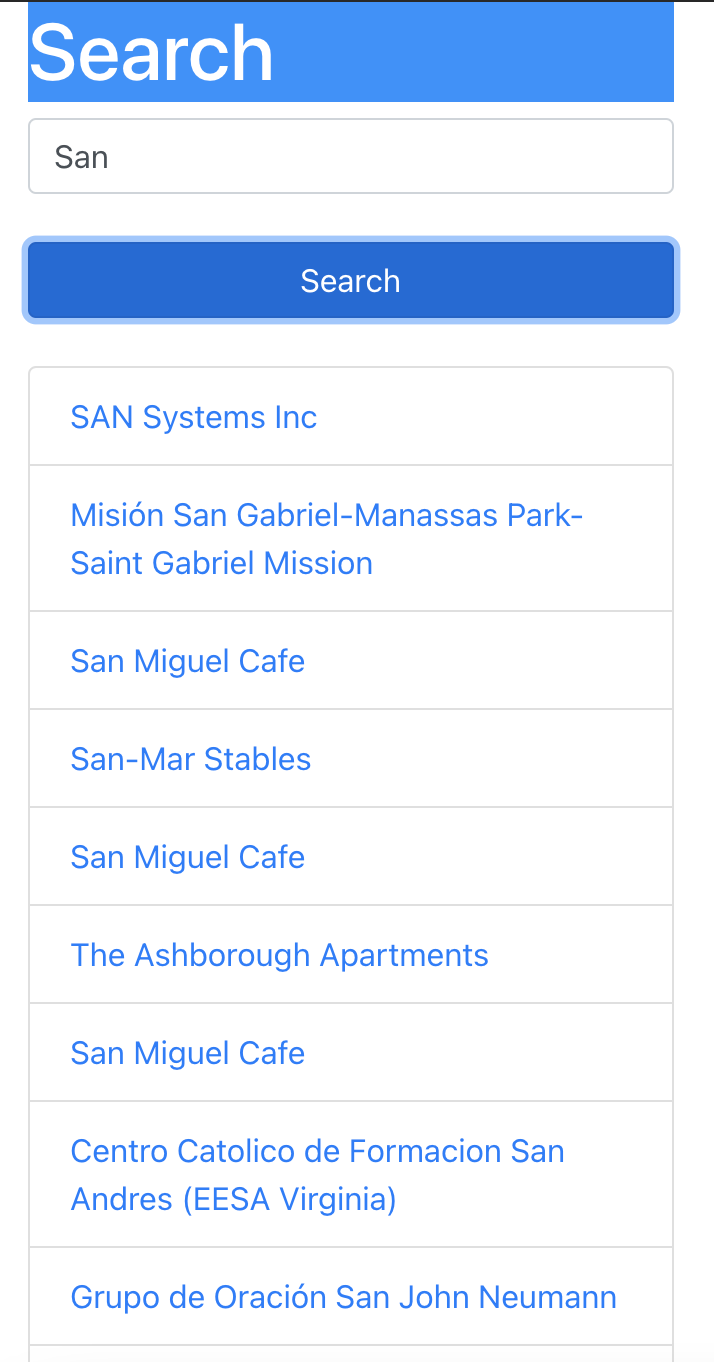 Search
San
Search
SAN Systems Inc
Misión San Gabriel-Manassas Park-
Saint Gabriel Mission
San Miguel Cafe
San-Mar Stables
San Miguel Cafe
The Ashborough Apartments
San Miguel Cafe
Centro Catolico de Formacion San
Andres (EESA Virginia)
Grupo de Oración San John Neumann